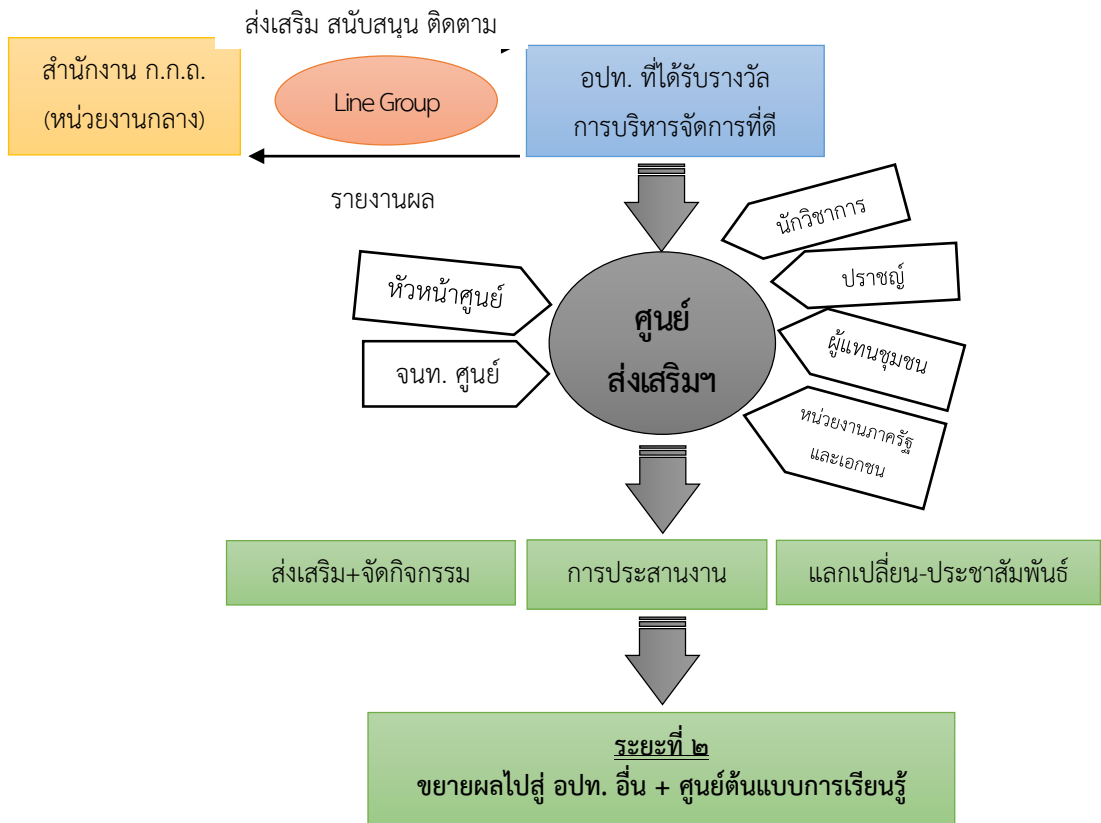 ส่งเสริม สนับสนุน ติดตาม
สำนักงาน ก.ก.ถ.
(หน่วยงานกลาง)
Line Group
อปท. ที่ได้รับรางวัล
การบริหารจัดการที่ดี
รายงานผล
นักวิชาการ
ปราชญ์
หัวหน้าศูนย์
ศูนย์
ส่งเสริมฯ
ผู้แทนชุมชน
จนท. ศูนย์
หน่วยงานภาครัฐ
และเอกชน
ส่งเสริม+จัดกิจกรรม
การประสานงาน
แลกเปลี่ยน-ประชาสัมพันธ์
ระยะที่ ๒
ขยายผลไปสู่ อปท. อื่น + ศูนย์ต้นแบบการเรียนรู้